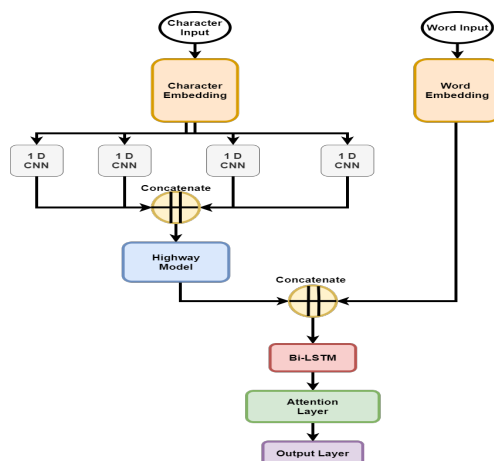 Character
Input
Word Input
Character
Embedding
Word
Embedding
1 D
CNN
1 D
CNN
1 D
CNN
1 D
CNN
Concatenate
Highway
Model
Concatenate
Bi-LSTM
Attention
Layer
Output Layer